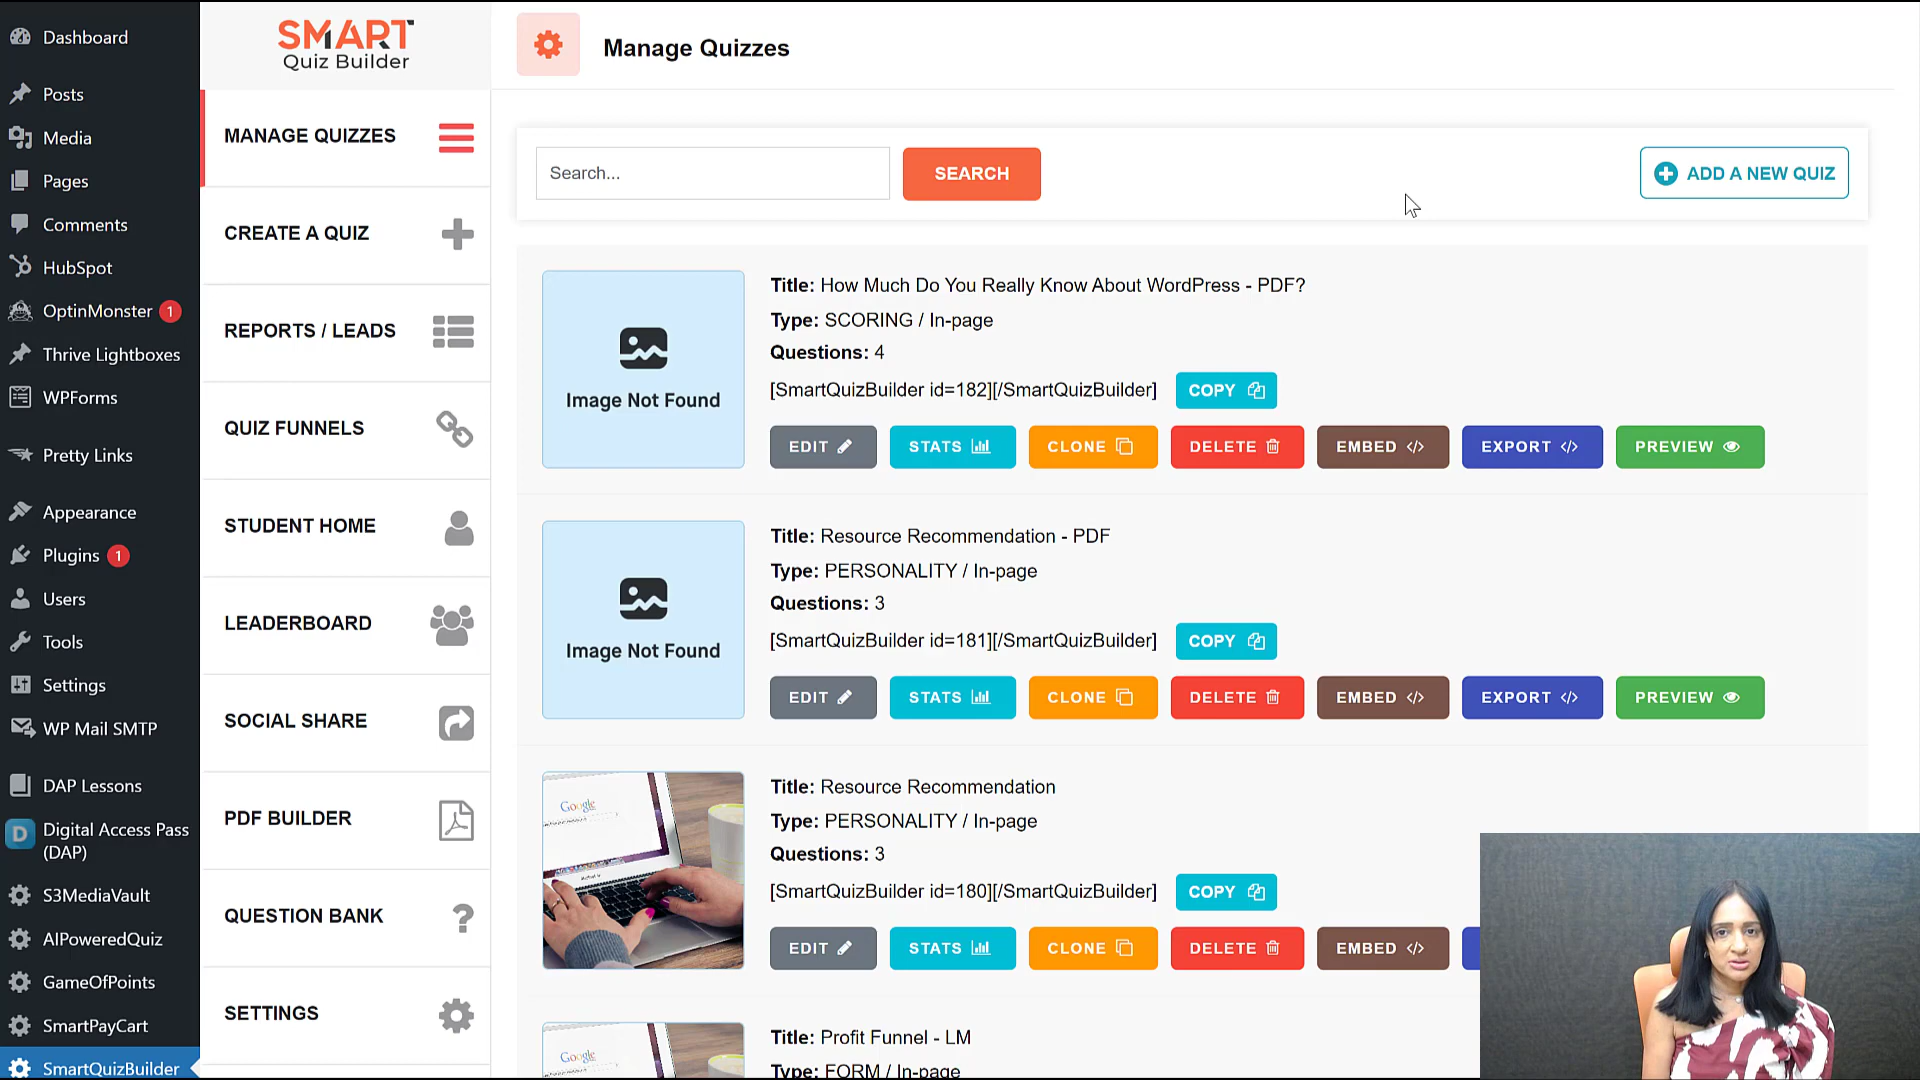 Dashboard
Posts
Media
Pages
Comments
HubSpot
OptinMonster 1
Thrive Lightboxes
WPForms
Pretty Links
Appearance
Plugins 1
Users
Tools
Settings
WP Mail SMTP
DAP Lessons
D Digital Access Pass
(DAP)
S3MediaVault
AIPoweredQuiz
GameOfPoints
SmartPayCart
SmartQuizBuilder
SMART
Quiz Builder
MANAGE QUIZZES
CREATE A QUIZ
REPORTS / LEADS
QUIZ FUNNELS
STUDENT HOME
LEADERBOARD
SOCIAL SHARE
PDF BUILDER
QUESTION BANK
?
SETTINGS
Manage Quizzes
Search...
SEARCH
ADD A NEW QUIZ
Image Not Found
Title: How Much Do You Really Know About WordPress - PDF?
Type: SCORING / In-page
Questions: 4
[SmartQuizBuilder id=182][/SmartQuizBuilder] COPY
EDIT STATS CLONE DELETE EMBED </> EXPORT </> PREVIEW
Image Not Found
Title: Resource Recommendation - PDF
Type: PERSONALITY / In-page
Questions: 3
[SmartQuizBuilder id=181][/SmartQuizBuilder] COPY
EDIT STATS CLONE DELETE EMBED </> EXPORT </> PREVIEW
Google
Title: Resource Recommendation
Type: PERSONALITY / In-page
Questions: 3
[SmartQuizBuilder id=180][/SmartQuizBuilder] COPY
EDIT STATS CLONE DELETE EMBED </>
Google
Title: Profit Funnel - LM
Type: FORM / In-page